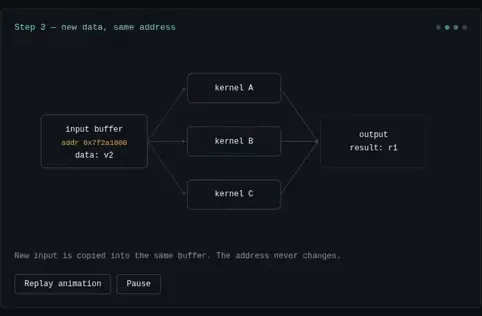 Step 2 — new data, same address
kernel A
input buffer
addr 0x7f2a1000
data: v2
kernel B
output
result: r1
kernel C
New input is copied into the same buffer. The address never changes.
Replay animation
Pause